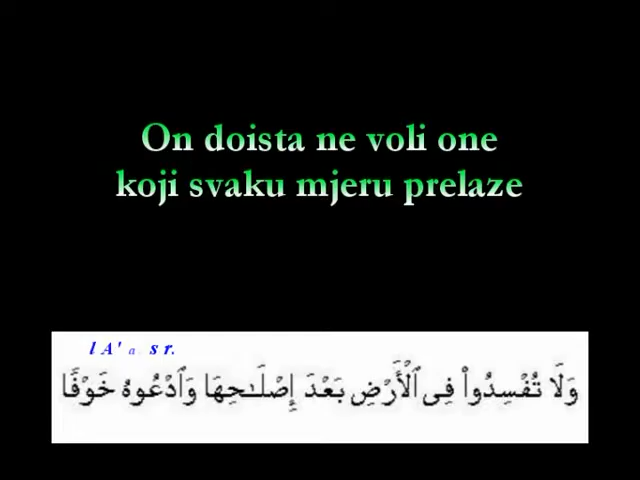 On doista ne voli one
koji svaku mjeru prelaze
l A' a s r.
وَلَا تُفْسِدُوا۟ فِى ٱلْأَرْضِ بَعْدَ إِصْلَـٰحِهَا وَٱدْعُوهُ خَوْفًا